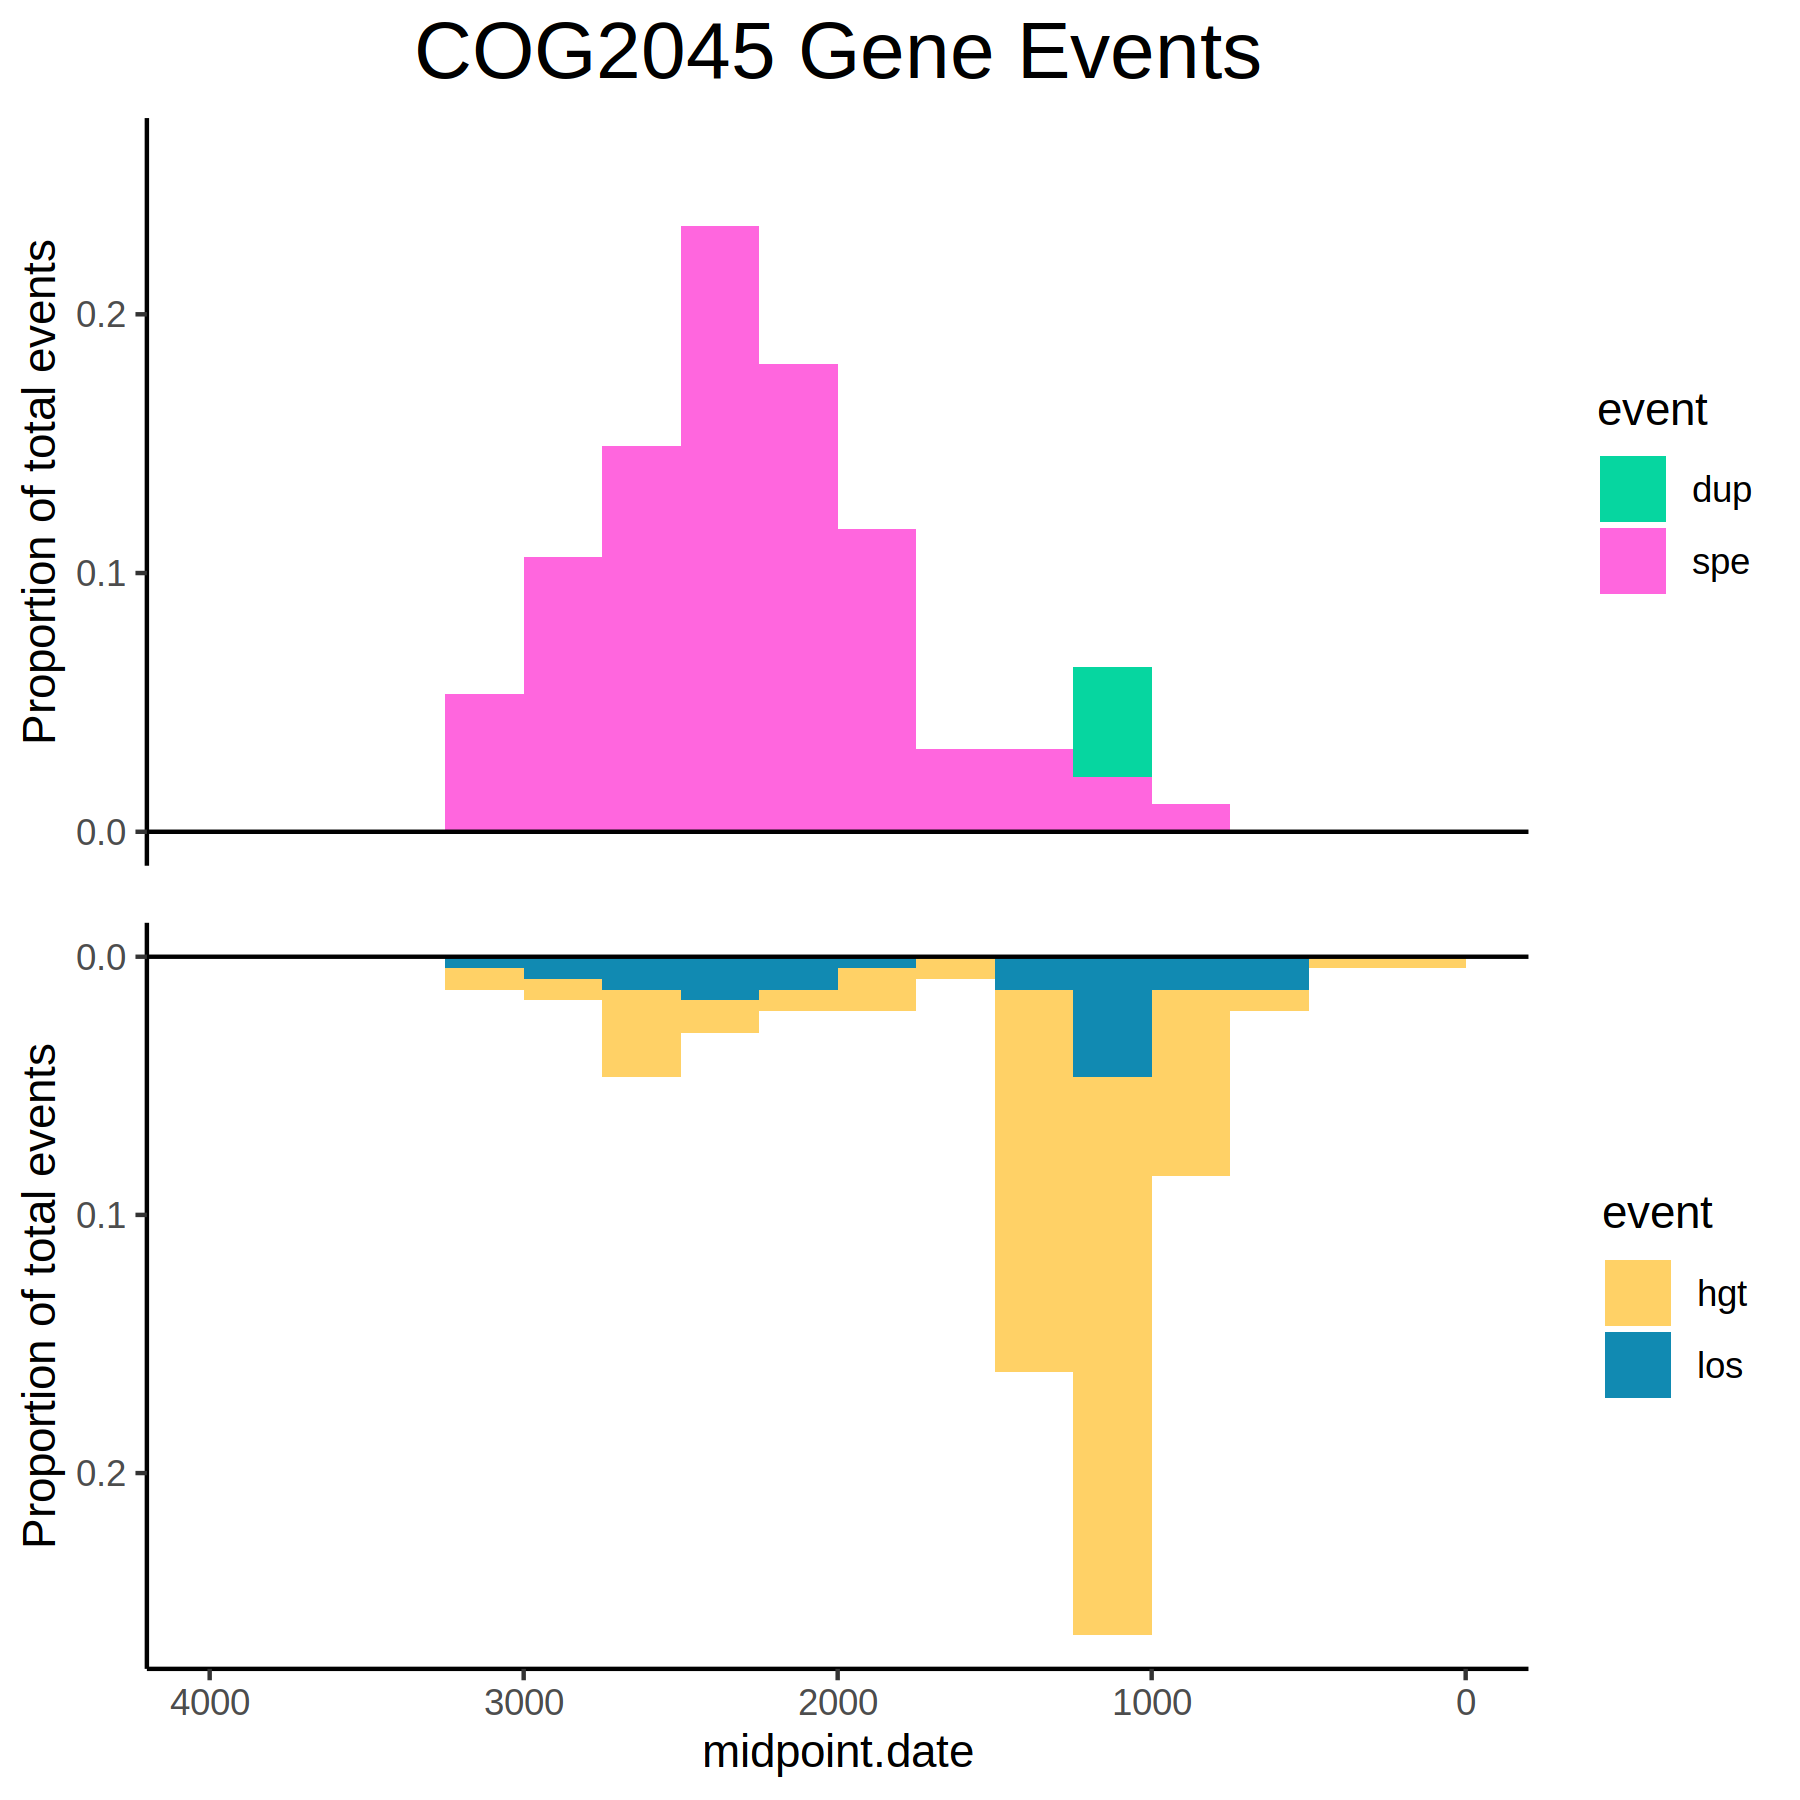 COG2045 Gene Events
Proportion of total events
0.2
0.1
0.0
event
dup
spe
Proportion of total events
0.0
0.1
0.2
event
hgt
los
4000 3000 2000 1000 0
midpoint.date